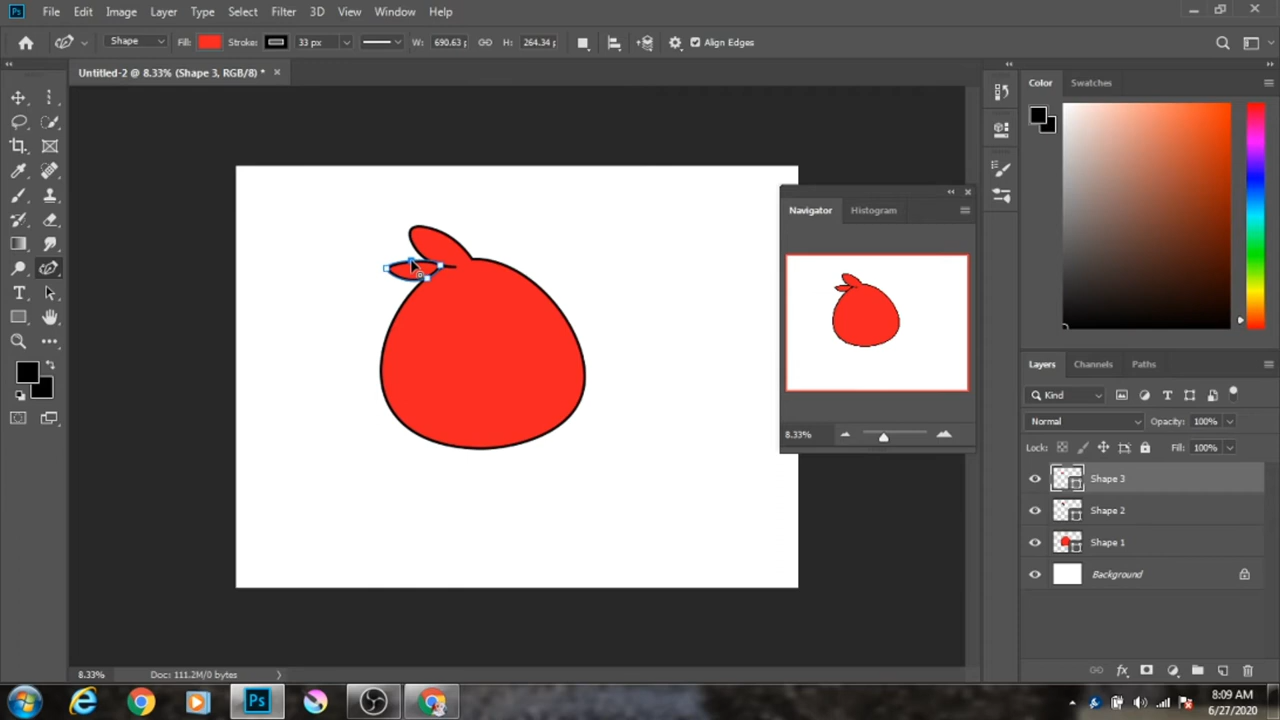 Ps File Edit Image Layer Type Select Filter 3D View Window Help
Shape Fill: Stroke: 33 px W: 690.63 p H: 264.34 p Align Edges
Untitled-2 @ 8.33% (Shape 3, RGB/8) *
Color Swatches
Navigator Histogram
8.33%
Layers Channels Paths
Kind
Normal Opacity: 100%
Lock: Fill: 100%
Shape 3
Shape 2
Shape 1
Background
8.33% Doc: 111.2M/0 bytes
Ps
8:09 AM
6/27/2020